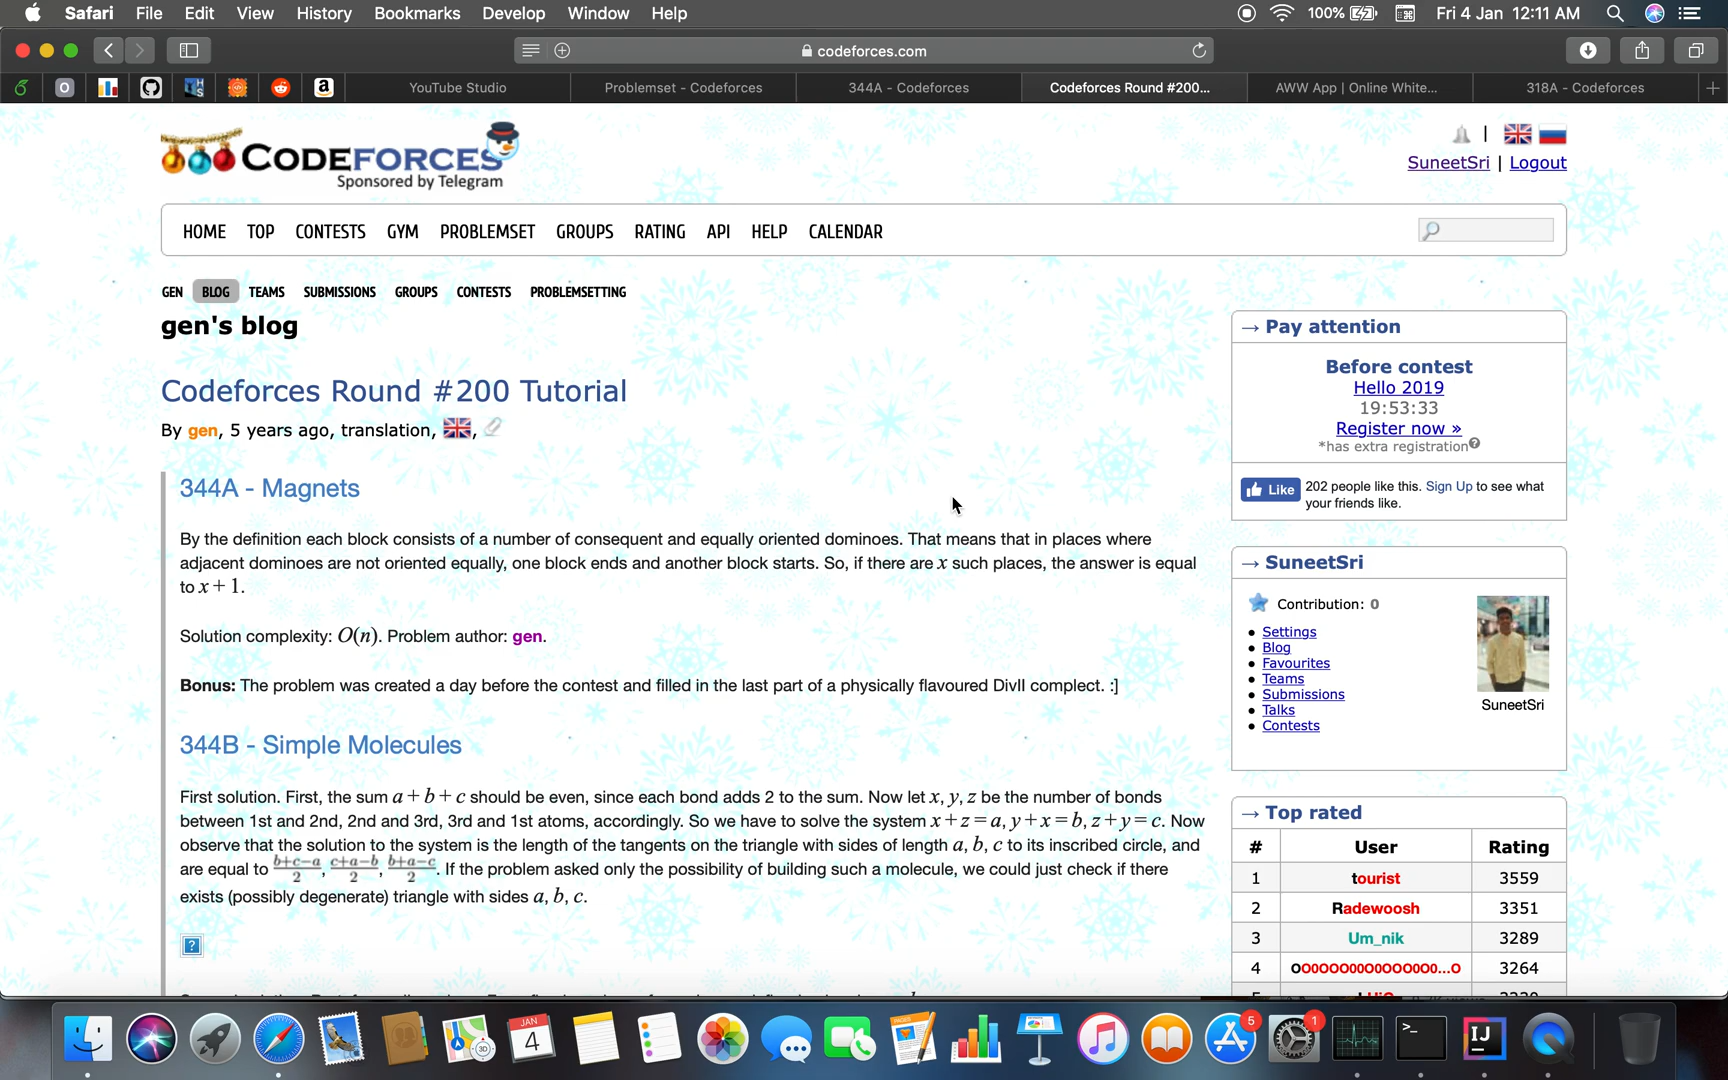 Safari File Edit View History Bookmarks Develop Window Help 100% Fri 4 Jan 12:11 AM
codeforces.com
YouTube Studio Problemset - Codeforces 344A - Codeforces Codeforces Round #200... AWW App | Online White... 318A - Codeforces
CODEFORCES
Sponsored by Telegram
SuneetSri | Logout
HOME TOP CONTESTS GYM PROBLEMSET GROUPS RATING API HELP CALENDAR
GEN BLOG TEAMS SUBMISSIONS GROUPS CONTESTS PROBLEMSETTING
gen's blog
Codeforces Round #200 Tutorial
By gen, 5 years ago, translation, ,
344A - Magnets
By the definition each block consists of a number of consequent and equally oriented dominoes. That means that in places where
adjacent dominoes are not oriented equally, one block ends and another block starts. So, if there are x such places, the answer is equal
to x + 1.
Solution complexity: O(n). Problem author: gen.
Bonus: The problem was created a day before the contest and filled in the last part of a physically flavoured DivII complect. :]
344B - Simple Molecules
First solution. First, the sum a + b + c should be even, since each bond adds 2 to the sum. Now let x, y, z be the number of bonds
between 1st and 2nd, 2nd and 3rd, 3rd and 1st atoms, accordingly. So we have to solve the system x + z = a, y + x = b, z + y = c. Now
observe that the solution to the system is the length of the tangents on the triangle with sides of length a, b, c to its inscribed circle, and
are equal to b+c−a/2, c+a−b/2, b+a−c/2. If the problem asked only the possibility of building such a molecule, we could just check if there
exists (possibly degenerate) triangle with sides a, b, c.
?
→ Pay attention
Before contest
Hello 2019
19:53:33
Register now »
*has extra registration?
Like 202 people like this. Sign Up to see what
your friends like.
→ SuneetSri
Contribution: 0
Settings
Blog
Favourites
Teams
Submissions
Talks
Contests
SuneetSri
→ Top rated
# User Rating
1 tourist 3559
2 Radewoosh 3351
3 Um_nik 3289
4 3264
JAN
4
3D
5
1
>_
IJ